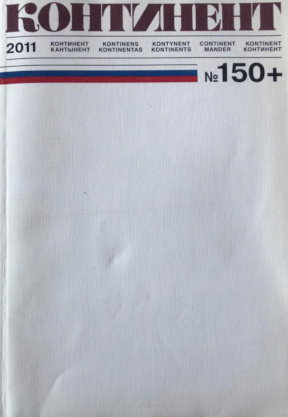 КОНТИНЕНТ
2011 КОНТИНЕНТ KONTINENS KONTYNENT CONTINENT KONTINENT
КАНТЫНЕНТ KONTINENTAS KONTINENTS MANDER КОНТИНЕНТ
№150+